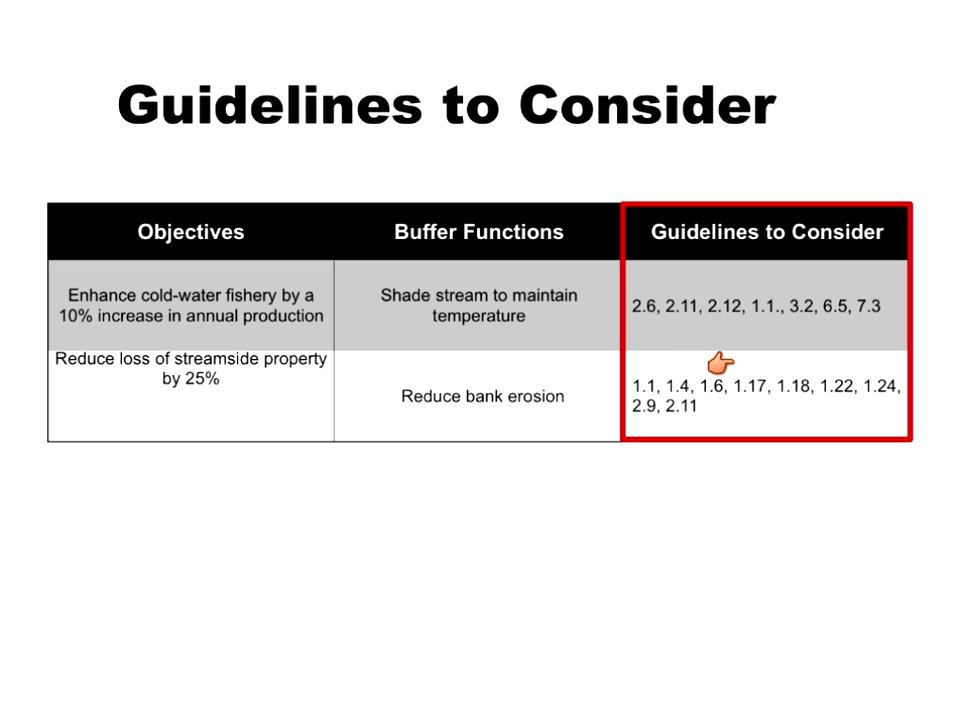 Guidelines to Consider
Objectives
Buffer Functions
Guidelines to Consider
Enhance cold-water fishery by a
10% increase in annual production
Shade stream to maintain
temperature
2.6, 2.11, 2.12, 1.1., 3.2, 6.5, 7.3
Reduce loss of streamside property
by 25%
Reduce bank erosion
1.1, 1.4, 1.6, 1.17, 1.18, 1.22, 1.24,
2.9, 2.11